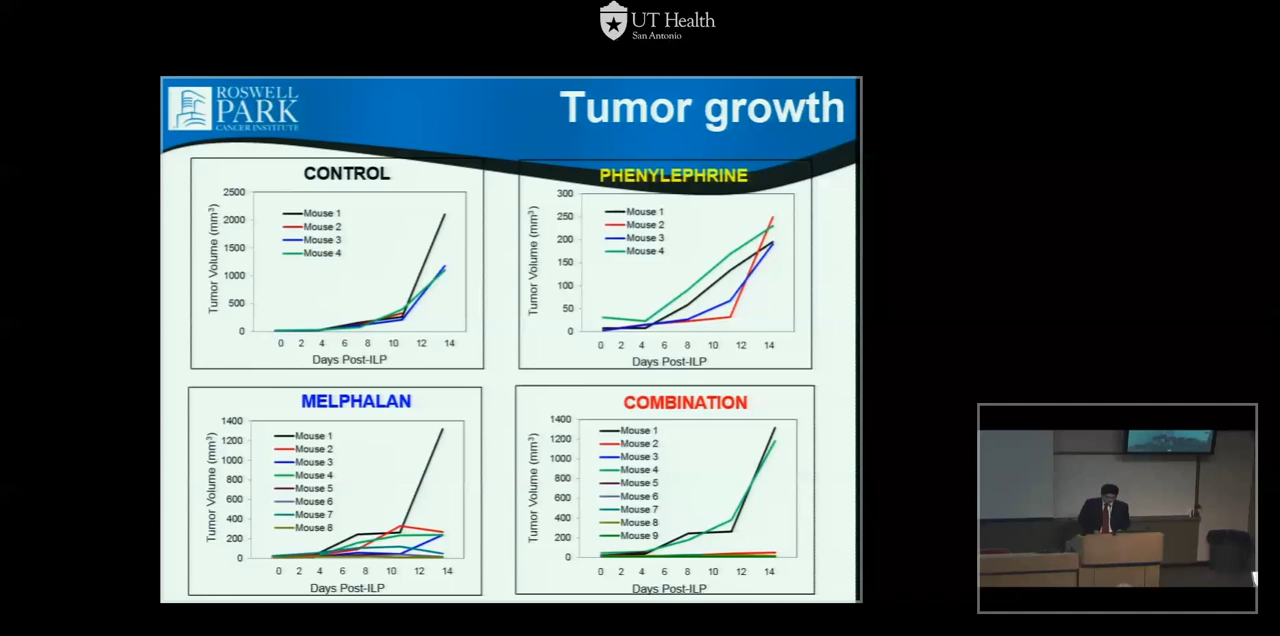 UT Health
San Antonio
ROSWELL
PARK
CANCER INSTITUTE
Tumor growth
CONTROL
Tumor Volume (mm³)
2500
2000
1500
1000
500
0
Mouse 1
Mouse 2
Mouse 3
Mouse 4
0 2 4 6 8 10 12 14
Days Post-ILP
PHENYLEPHRINE
Tumor Volume (mm³)
300
250
200
150
100
50
0
Mouse 1
Mouse 2
Mouse 3
Mouse 4
0 2 4 6 8 10 12 14
Days Post-ILP
MELPHALAN
Tumor Volume (mm³)
1400
1200
1000
800
600
400
200
0
Mouse 1
Mouse 2
Mouse 3
Mouse 4
Mouse 5
Mouse 6
Mouse 7
Mouse 8
0 2 4 6 8 10 12 14
Days Post-ILP
COMBINATION
Tumor Volume (mm³)
1400
1200
1000
800
600
400
200
0
Mouse 1
Mouse 2
Mouse 3
Mouse 4
Mouse 5
Mouse 6
Mouse 7
Mouse 8
Mouse 9
0 2 4 6 8 10 12 14
Days Post-ILP